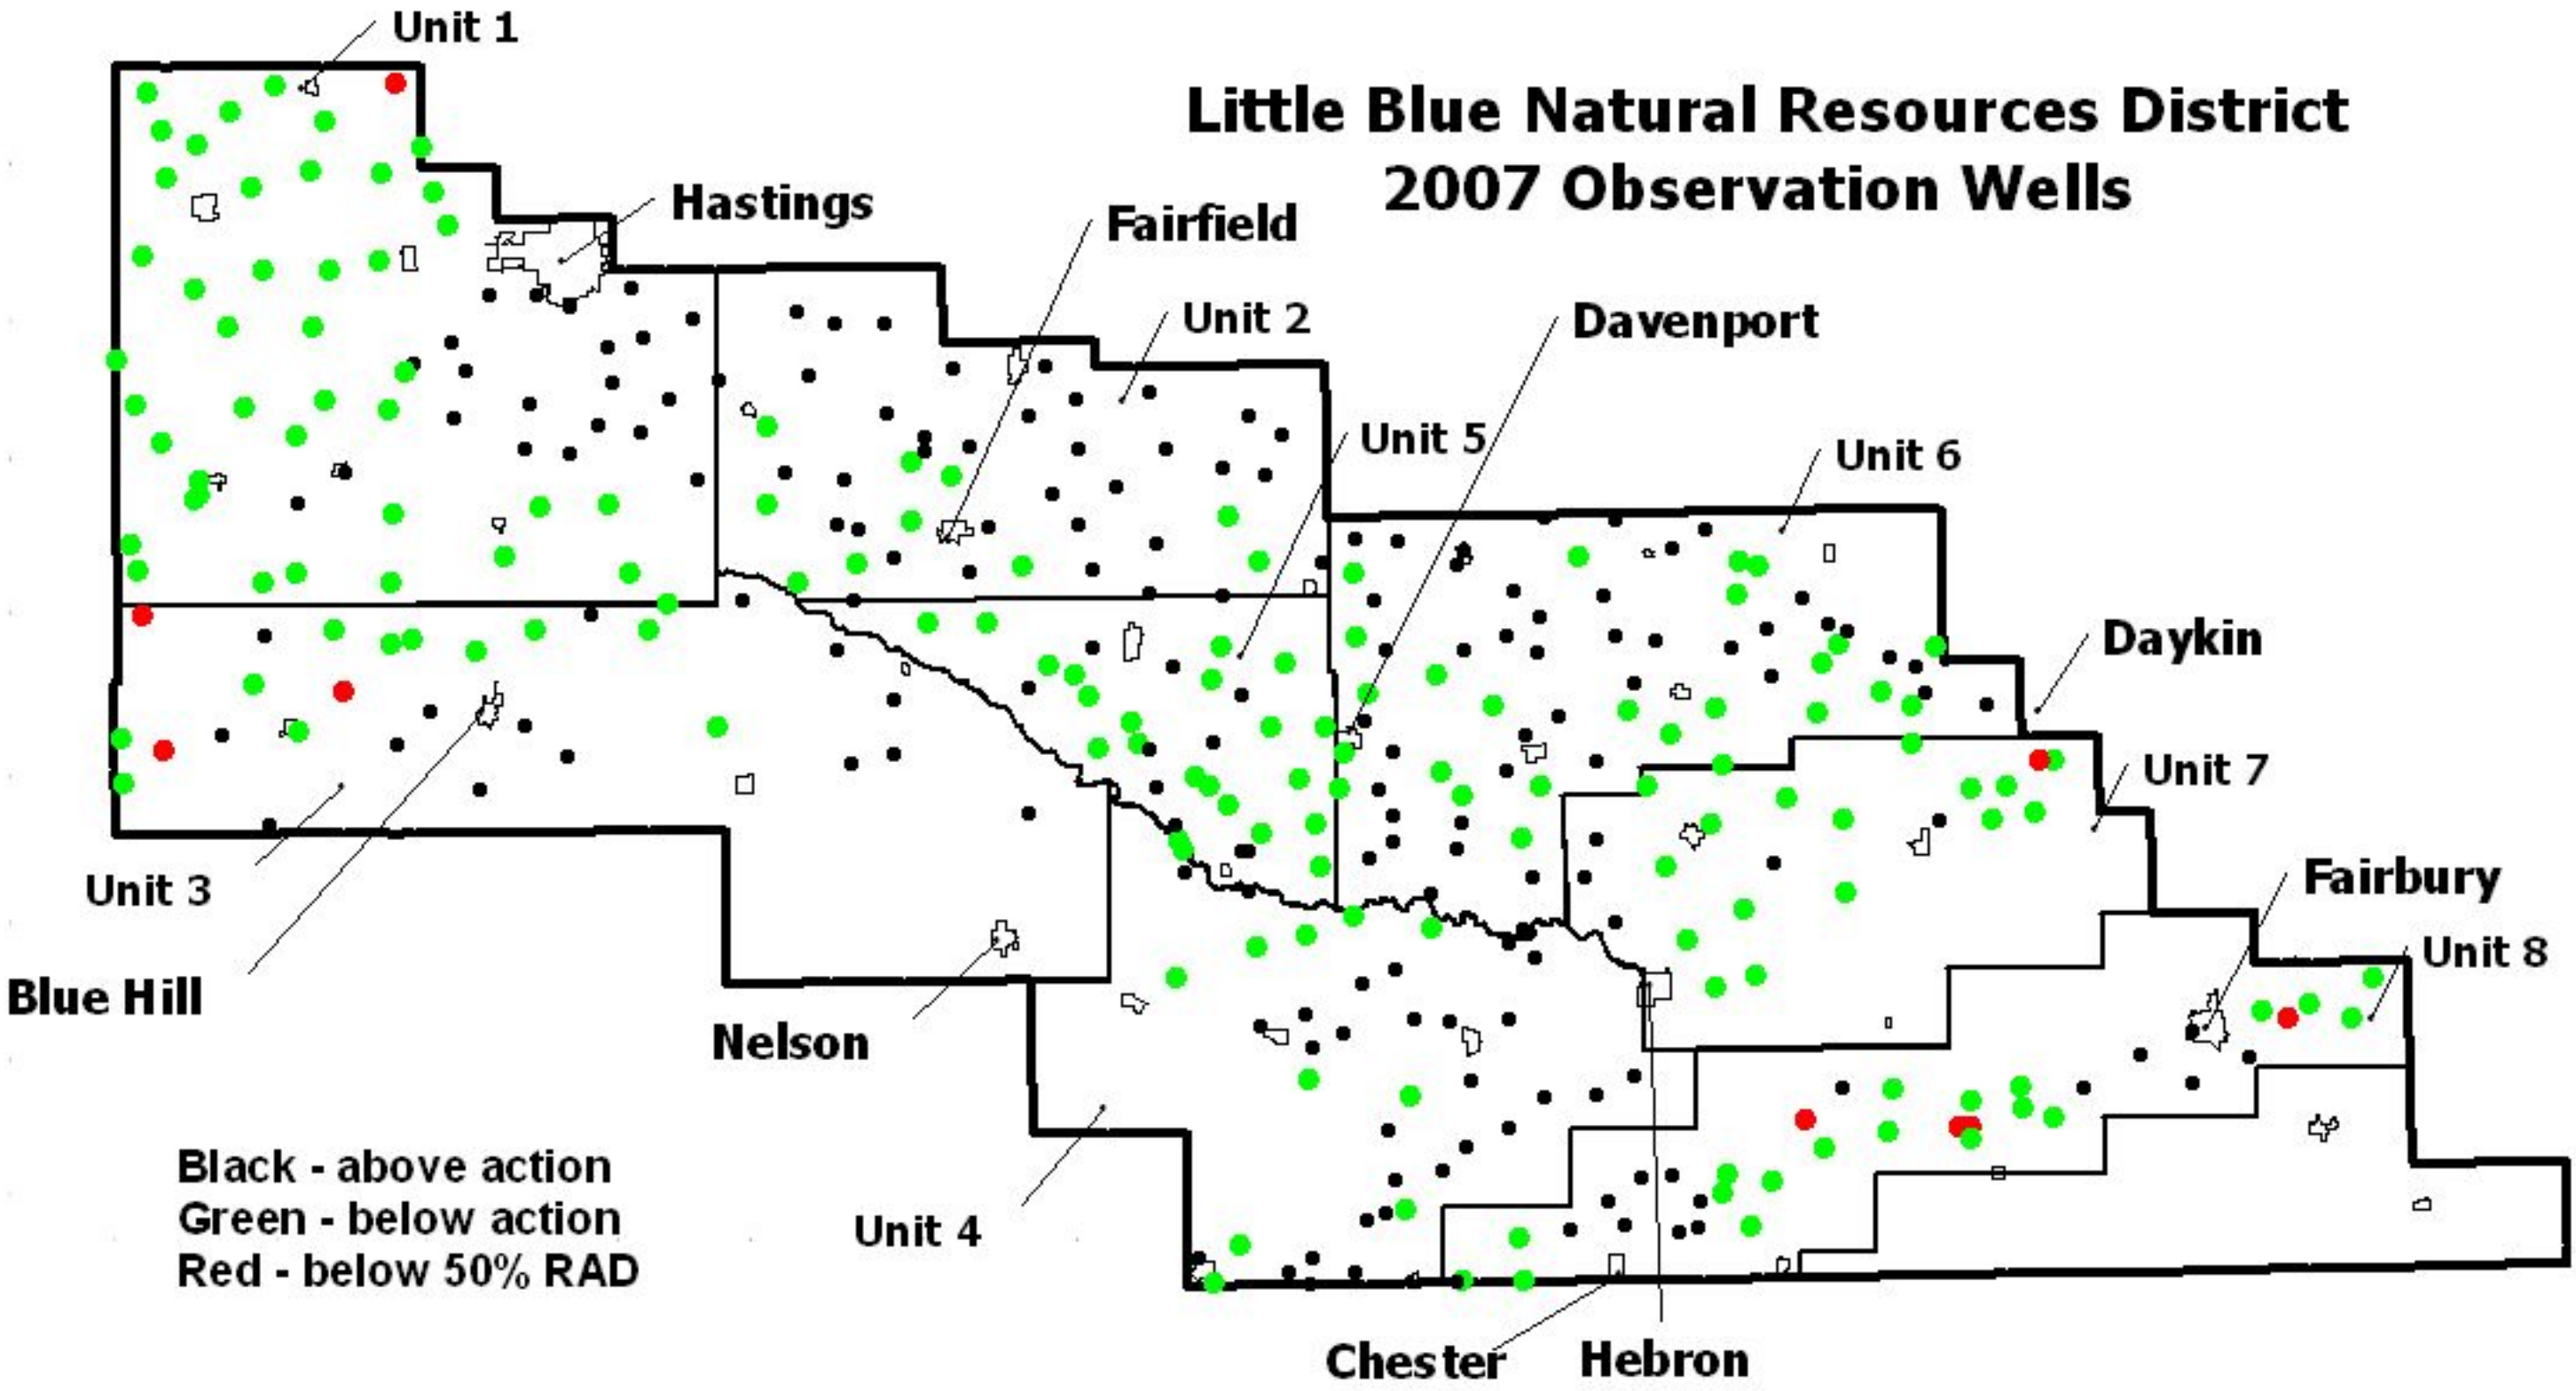 Unit 1
Little Blue Natural Resources District
2007 Observation Wells
Hastings
Fairfield
Unit 2
Davenport
Unit 5
Unit 6
Daykin
Unit 7
Unit 3
Fairbury
Unit 8
Blue Hill
Nelson
Black - above action
Green - below action
Red - below 50% RAD
Unit 4
Chester
Hebron